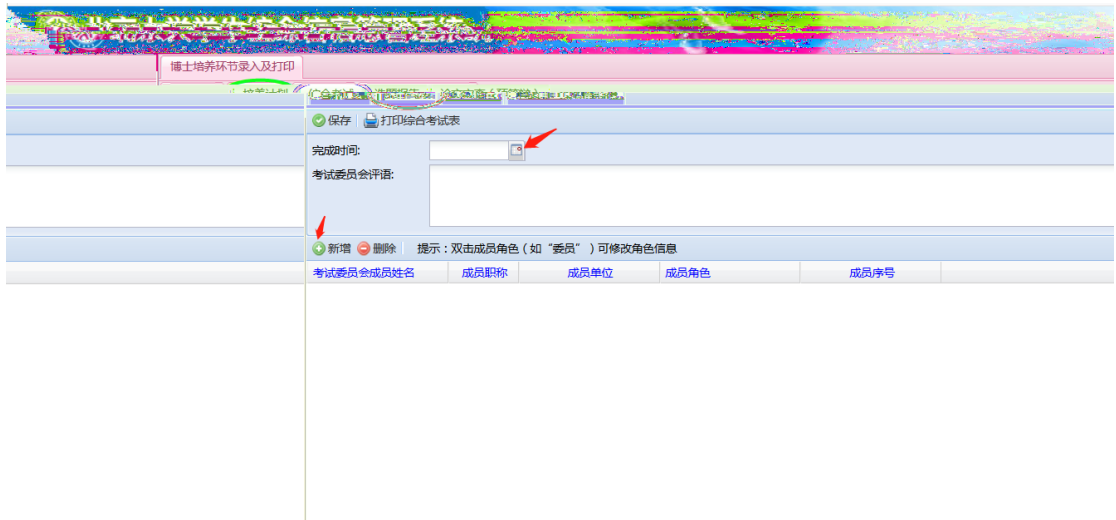 博士培养环节录入及打印
培养计划
保存 打印综合考试表
完成时间:
考试委员会评语:
新增 删除 提示:双击成员角色(如“委员”)可修改角色信息
考试委员会成员姓名 成员职称 成员单位 成员角色 成员序号